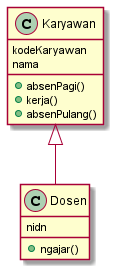 C Karyawan
kodeKaryawan
nama
absenPagi()
kerja()
absenPulang()
C Dosen
nidn
ngajar()